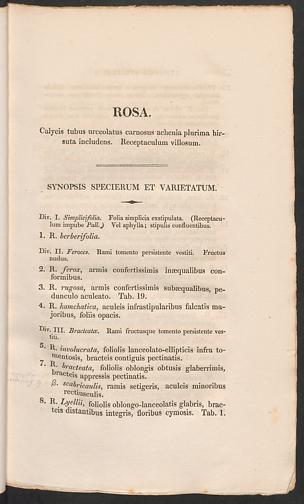 ROSA.
Calycis tubus urceolatus carnosus achenia plurima hir-
suta includens. Receptaculum villosum.
SYNOPSIS SPECIERUM ET VARIETATUM.
Div. I. Simplicifolia. Folia simplicia exstipulata. (Receptacu-
lum impube Pall.) Vel aphylla; stipulis confluentibus.
1. R. berberifolia.
Div. II. Feroces. Rami tomento persistente vestiti. Fructus
nudus.
2. R. ferox, armis confertissimis inæqualibus con-
formibus.
3. R. rugosa, armis confertissimis subæqualibus, pe-
dunculo aculeato. Tab. 19.
4. R. kamchatica, aculeis infrastipularibus falcatis ma-
joribus, foliis opacis.
Div. III. Bracteatæ. Rami fructusque tomento persistente ves-
titi.
5. R. involucrata, foliolis lanceolato-ellipticis infra to-
mentosis, bracteis contiguis pectinatis.
7. R. bracteata, foliolis oblongis obtusis glaberrimis,
bracteis appressis pectinatis.
β. scabricaulis, ramis setigeris, aculeis minoribus
rectiusculis.
8. R. Lyellii, foliolis oblongo-lanceolatis glabris, brac-
teis distantibus integris, floribus cymosis. Tab. 1.